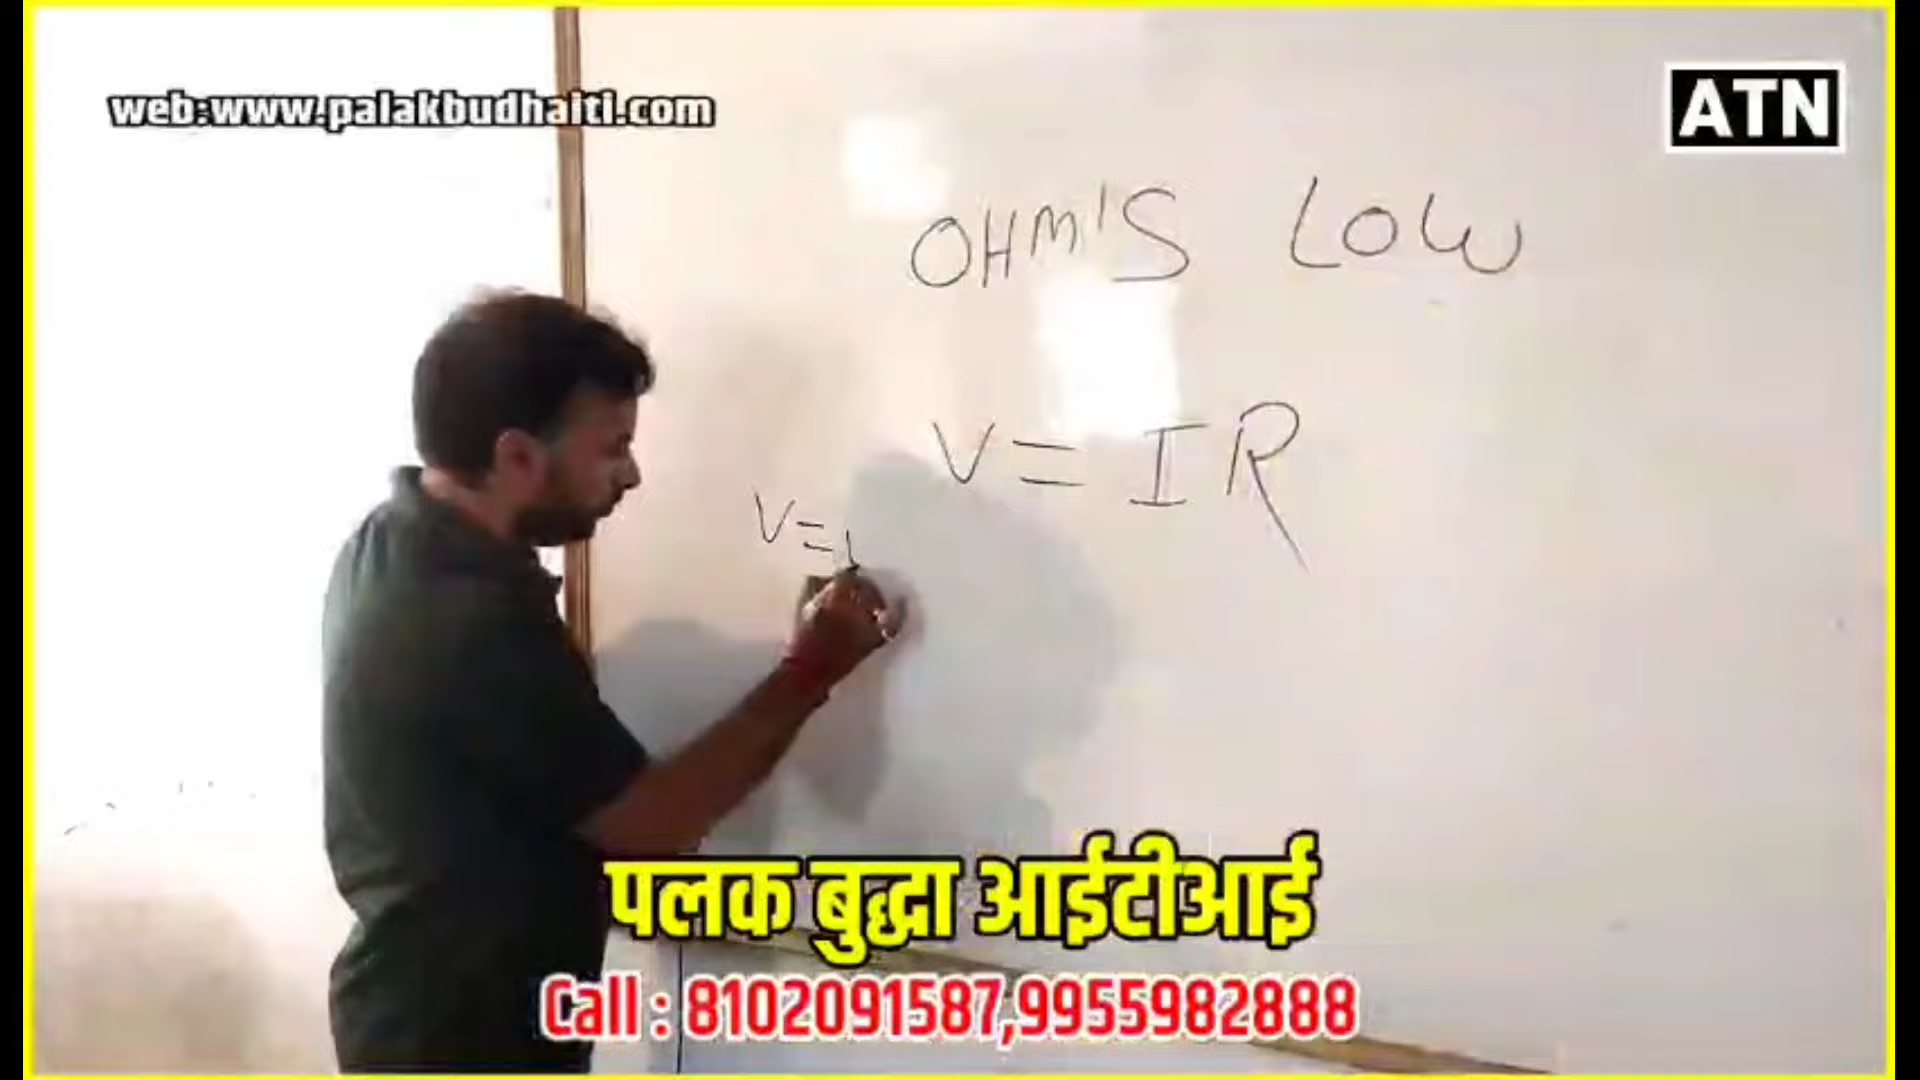 web:www.palakbudhaiti.com
ATN
OHM'S LOW
V = IR
V=
पलक बुद्धा आईटीआई
Call : 8102091587,9955982888